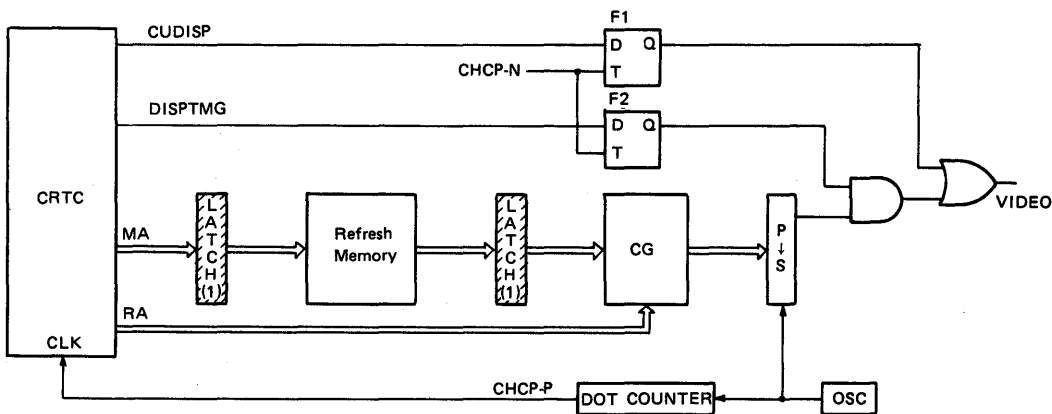 CUDISP
F1
D Q
T
CHCP-N
F2
DISPTMG
D Q
T
CRTC
MA
LATCH(1)
Refresh
Memory
LATCH(1)
CG
P↓S
VIDEO
RA
CLK
CHCP-P
DOT COUNTER
OSC